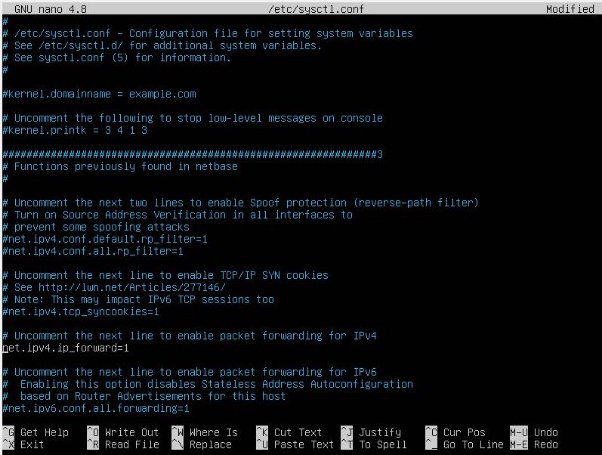 GNU nano 4.8 /etc/sysctl.conf Modified
#
# /etc/sysctl.conf - Configuration file for setting system variables
# See /etc/sysctl.d/ for additional system variables.
# See sysctl.conf (5) for information.
#

#kernel.domainname = example.com

# Uncomment the following to stop low-level messages on console
#kernel.printk = 3 4 1 3

##############################################################3
# Functions previously found in netbase
#

# Uncomment the next two lines to enable Spoof protection (reverse-path filter)
# Turn on Source Address Verification in all interfaces to
# prevent some spoofing attacks
#net.ipv4.conf.default.rp_filter=1
#net.ipv4.conf.all.rp_filter=1

# Uncomment the next line to enable TCP/IP SYN cookies
# See http://lwn.net/Articles/277146/
# Note: This may impact IPv6 TCP sessions too
#net.ipv4.tcp_syncookies=1

# Uncomment the next line to enable packet forwarding for IPv4
net.ipv4.ip_forward=1

# Uncomment the next line to enable packet forwarding for IPv6
#  Enabling this option disables Stateless Address Autoconfiguration
#  based on Router Advertisements for this host
#net.ipv6.conf.all.forwarding=1

^G Get Help ^O Write Out ^W Where Is ^K Cut Text ^J Justify ^C Cur Pos M-U Undo
^X Exit ^R Read File ^\ Replace ^U Paste Text ^T To Spell ^_ Go To Line M-E Redo